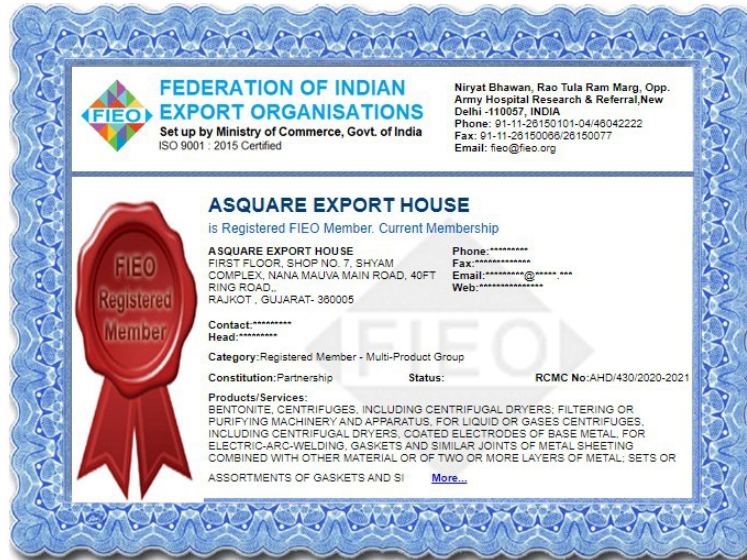 FIEO
FEDERATION OF INDIAN
EXPORT ORGANISATIONS
Set up by Ministry of Commerce, Govt. of India
ISO 9001 : 2015 Certified
Niryat Bhawan, Rao Tula Ram Marg, Opp.
Army Hospital Research & Referral,New
Delhi -110057, INDIA
Phone: 91-11-26150101-04/46042222
Fax: 91-11-26150066/26150077
Email: fieo@fieo.org
FIEO
Registered
Member
ASQUARE EXPORT HOUSE
is Registered FIEO Member. Current Membership
ASQUARE EXPORT HOUSE
FIRST FLOOR, SHOP NO. 7, SHYAM
COMPLEX, NANA MAUVA MAIN ROAD, 40FT
RING ROAD,,
RAJKOT , GUJARAT- 360005
Phone:*********
Fax:*************
Email:*********@*****.***
Web:***************
Contact:*********
Head:*********
Category:Registered Member - Multi-Product Group
Constitution:Partnership Status: RCMC No:AHD/430/2020-2021
Products/Services:
BENTONITE, CENTRIFUGES, INCLUDING CENTRIFUGAL DRYERS; FILTERING OR
PURIFYING MACHINERY AND APPARATUS, FOR LIQUID OR GASES CENTRIFUGES,
INCLUDING CENTRIFUGAL DRYERS, COATED ELECTRODES OF BASE METAL, FOR
ELECTRIC-ARC-WELDING, GASKETS AND SIMILAR JOINTS OF METAL SHEETING
COMBINED WITH OTHER MATERIAL OR OF TWO OR MORE LAYERS OF METAL; SETS OR
ASSORTMENTS OF GASKETS AND SI More...
FIEO